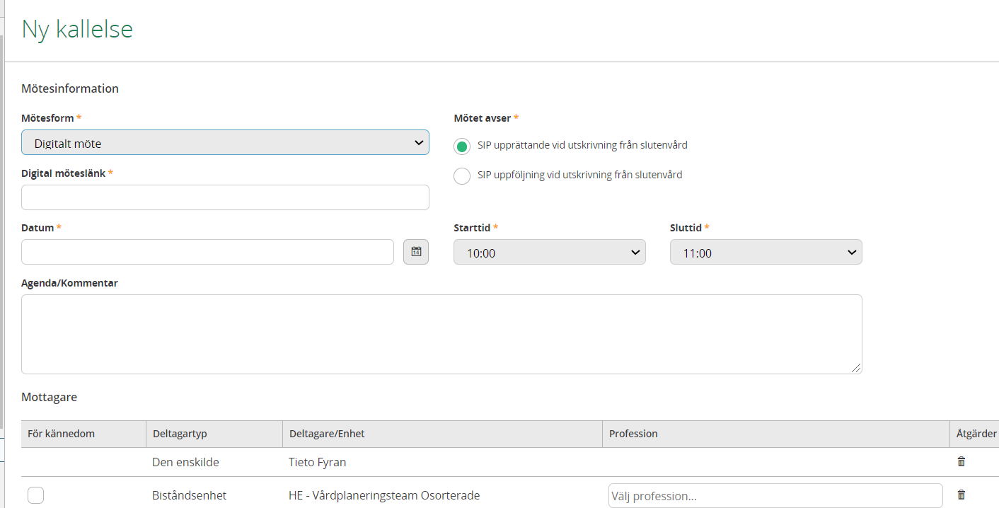 Ny kallelse
Mötesinformation
Mötesform * Mötet avser *
Digitalt möte SIP upprättande vid utskrivning från slutenvård
Digital möteslänk * SIP uppföljning vid utskrivning från slutenvård
Datum * Starttid * Sluttid *
14 10:00 11:00
Agenda/Kommentar
Mottagare
För kännedom Deltagartyp Deltagare/Enhet Profession Åtgärder
Den enskilde Tieto Fyran
Biståndsenhet HE - Vårdplaneringsteam Osorterade Välj profession...